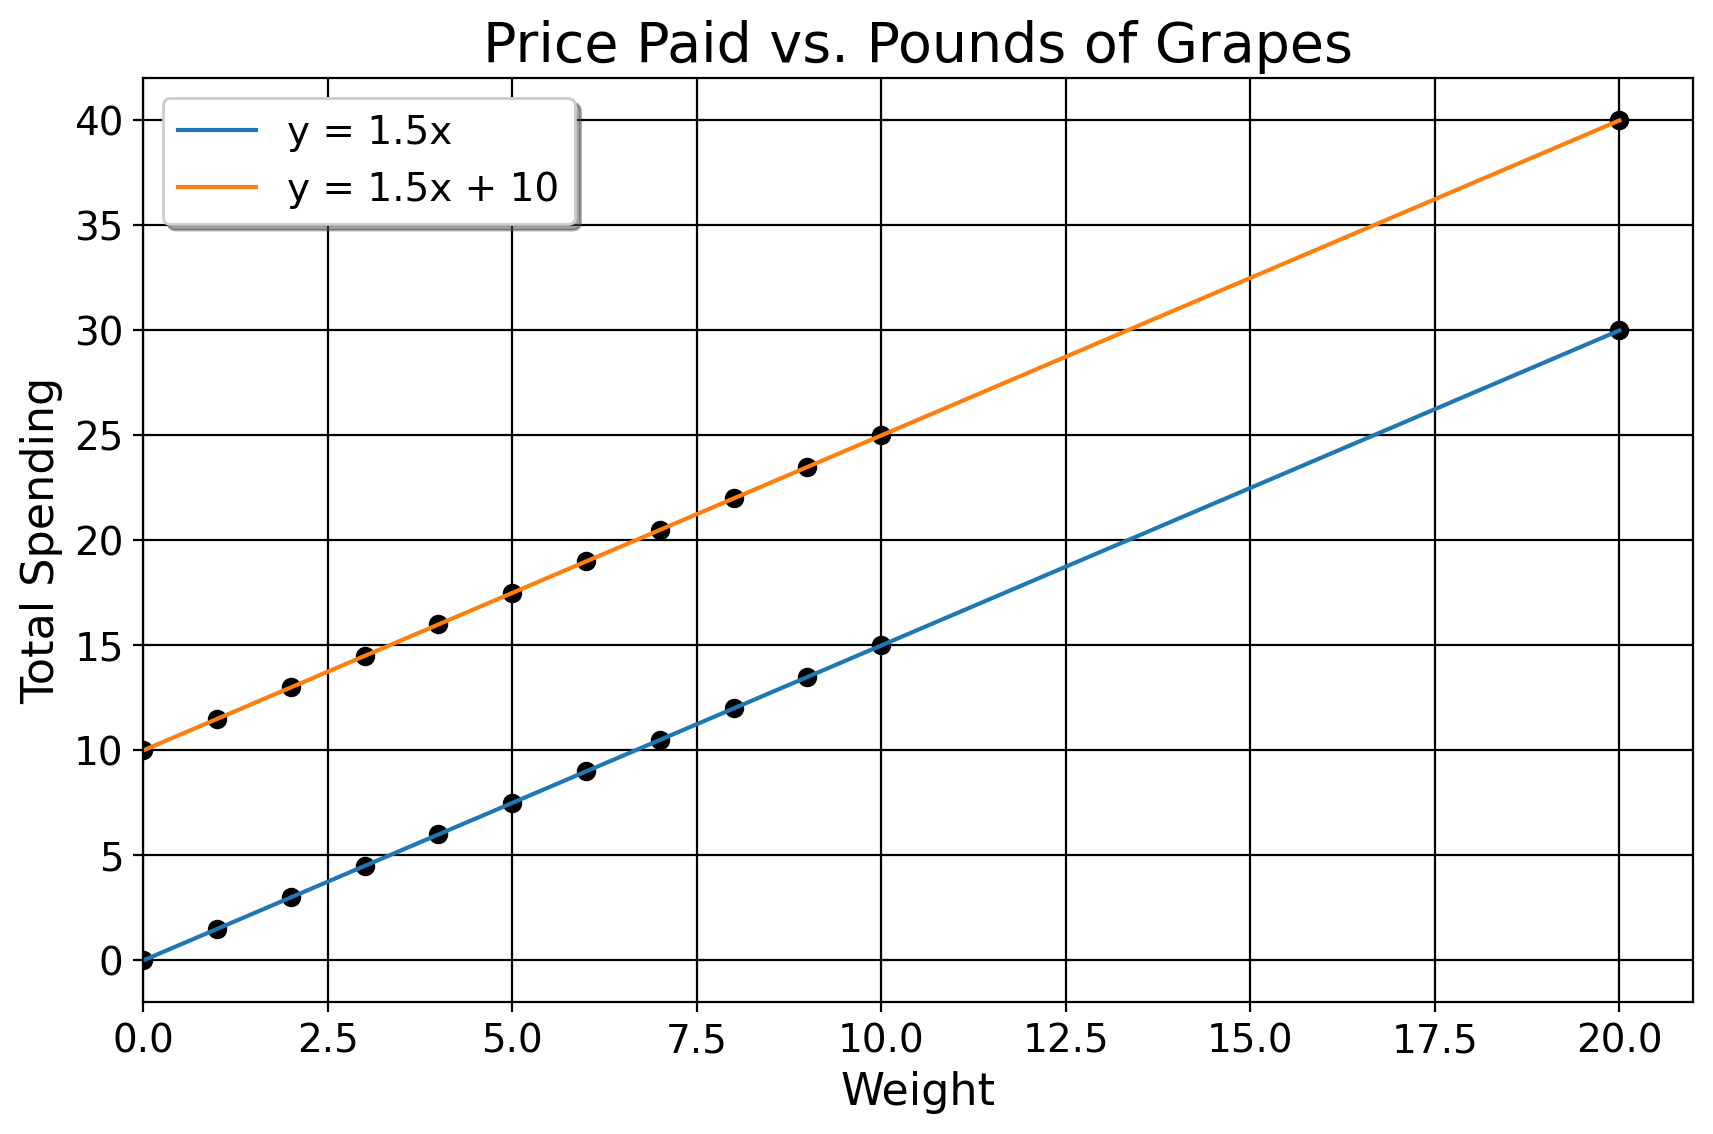 Price Paid vs. Pounds of Grapes
y = 1.5x
y = 1.5x + 10
40
35
30
25
20
15
10
5
0
Total Spending
0.0 2.5 5.0 7.5 10.0 12.5 15.0 17.5 20.0
Weight